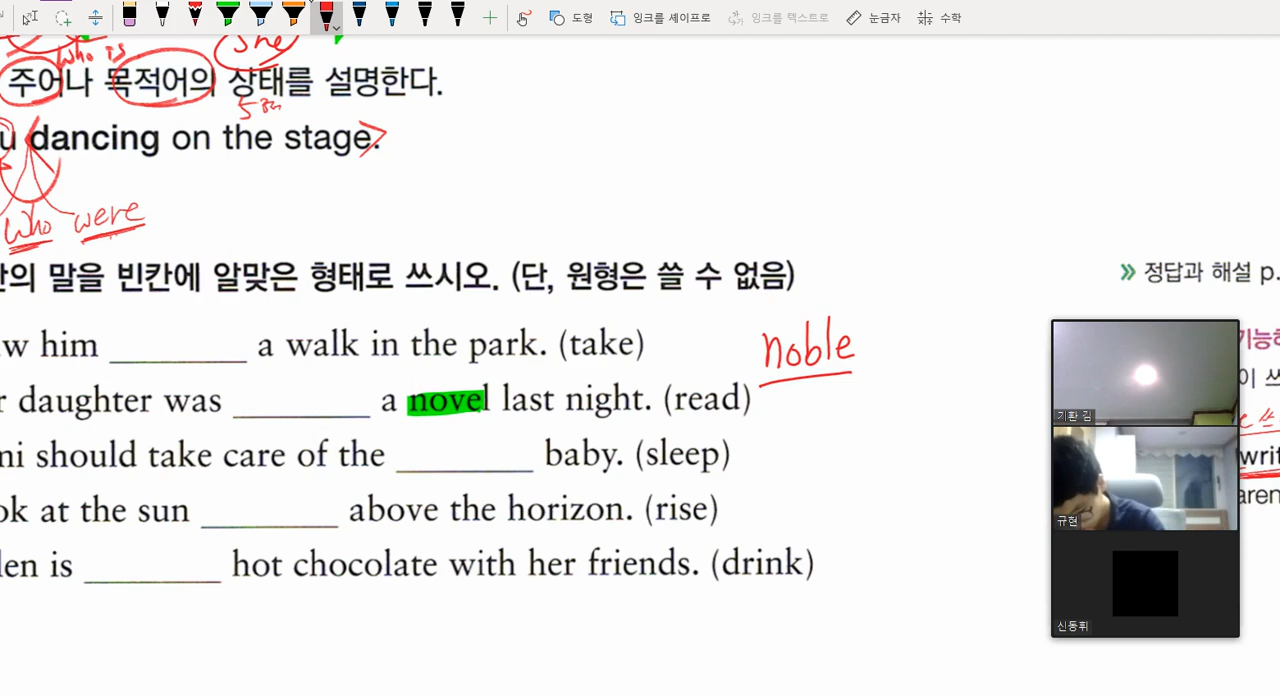 도형 잉크를 셰이프로 잉크를 텍스트로 눈금자 수학
who is
she
주어나 목적어의 상태를 설명한다.
u dancing on the stage.
who were
안의 말을 빈칸에 알맞은 형태로 쓰시오. (단, 원형은 쓸 수 없음)
정답과 해설 p.
w him ________ a walk in the park. (take)
noble
r daughter was ________ a novel last night. (read)
ni should take care of the ________ baby. (sleep)
ok at the sun ________ above the horizon. (rise)
len is ________ hot chocolate with her friends. (drink)
기능하
이 쓰
writ
aren
기환 김
규현
신동휘